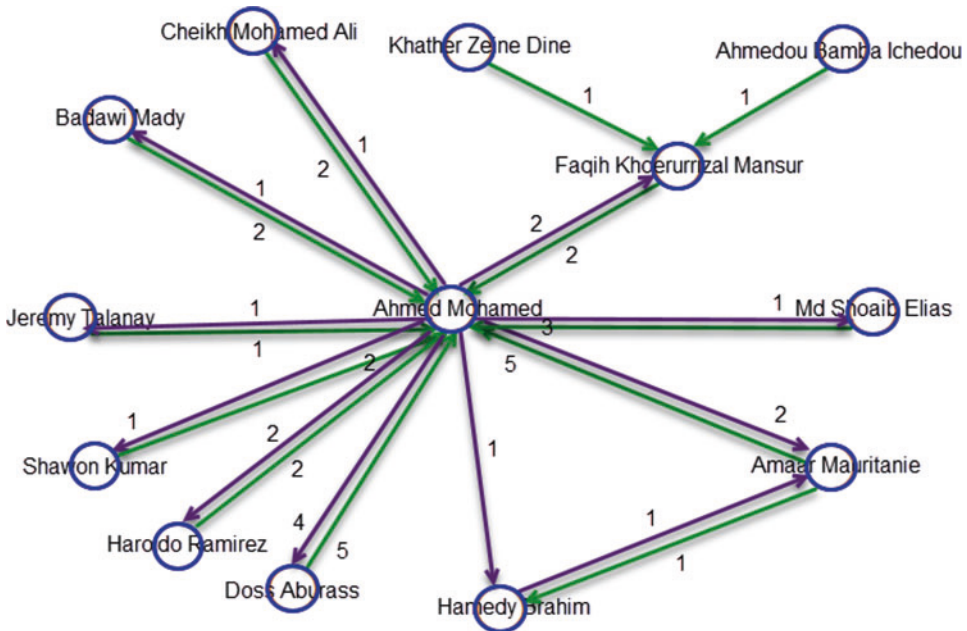 Cheikh Mohamed Ali
Khather Zeine Dine
Ahmedou Bamba Ichedou
1
1
Badawi Mady
1
2
Faqih Khoerurrizal Mansur
1
2
2
2
Ahmed Mohamed
Jeremy Talanay
1
1
Md Shoaib Elias
1
3
2
5
1
2
2
Shawon Kumar
2
1
Amaar Mauritanie
Haroldo Ramirez
4
5
1
1
Doss Aburass
Hamedy Brahim